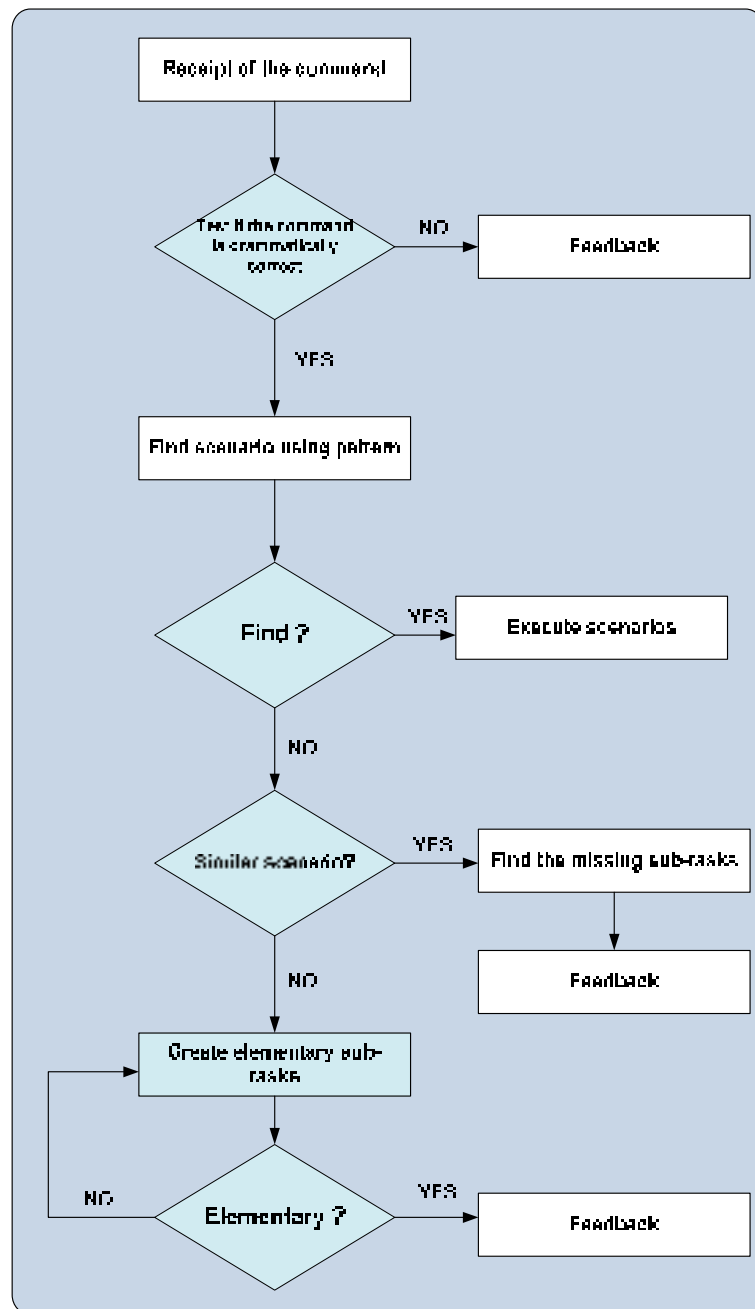 Receipt of the command
Test if the command
is grammatically
correct
NO
Feedback
YES
Find scenario using pattern
Find ?
YES
Execute scenarios
NO
Similar scenario?
YES
Find the missing sub-tasks
Feedback
NO
Create elementary sub-
tasks
Elementary ?
NO
YES
Feedback